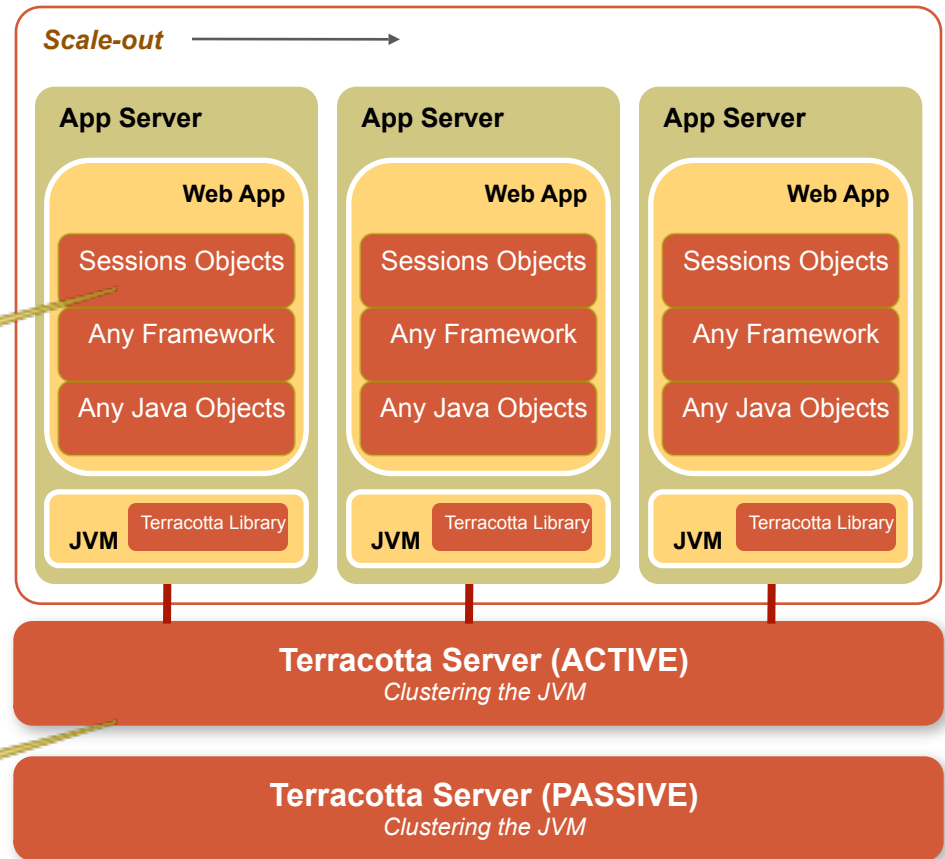 Scale-out
App Server
Web App
Sessions Objects
Any Framework
Any Java Objects
JVM
Terracotta Library
App Server
Web App
Sessions Objects
Any Framework
Any Java Objects
JVM
Terracotta Library
App Server
Web App
Sessions Objects
Any Framework
Any Java Objects
JVM
Terracotta Library
Terracotta Server (ACTIVE)
Clustering the JVM
Terracotta Server (PASSIVE)
Clustering the JVM